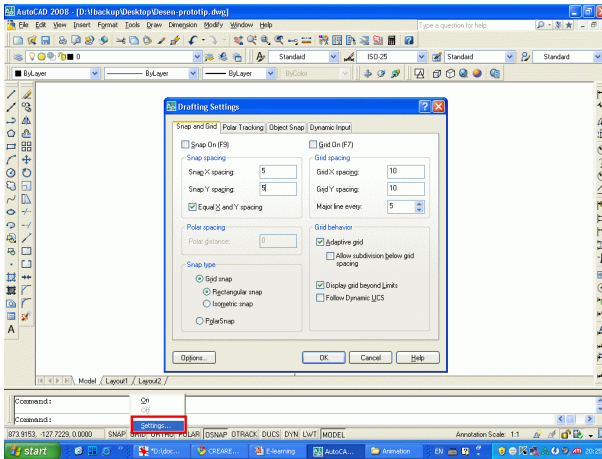 AutoCAD 2008 - [D:\!backup\Desktop\Desen-prototip.dwg]
File Edit View Insert Format Tools Draw Dimension Modify Window Help Type a question for help
Standard ISO-25 Standard Standard
0
ByLayer ByLayer ByLayer ByColor
Drafting Settings
Snap and Grid Polar Tracking Object Snap Dynamic Input
Snap On (F9) Grid On (F7)
Snap spacing Grid spacing
Snap X spacing: 5 Grid X spacing: 10
Snap Y spacing: 5 Grid Y spacing: 10
Equal X and Y spacing Major line every: 5
Polar spacing Grid behavior
Polar distance: 0 Adaptive grid
Allow subdivision below grid
spacing
Snap type
Grid snap Display grid beyond Limits
Rectangular snap Follow Dynamic UCS
Isometric snap
PolarSnap
Options... OK Cancel Help
Model Layout1 Layout2
Command: On
Off
Command: Settings...
873.9153, -127.7229, 0.0000 SNAP GRID ORTHO POLAR OSNAP OTRACK DUCS DYN LWT MODEL Annotation Scale: 1:1
start *D:\doc... CREARE... E-learning AutoCA... Animation EN 20:25